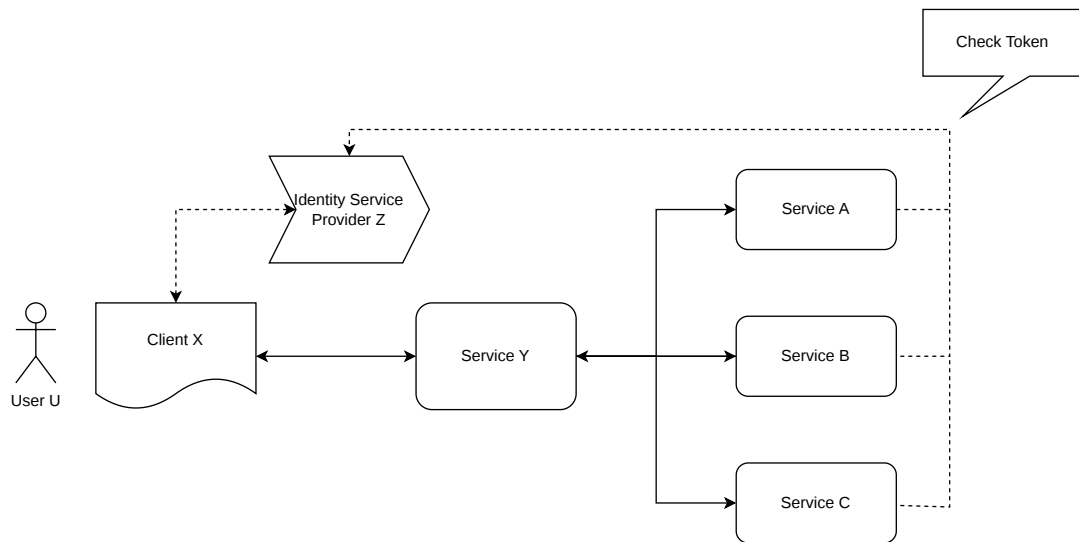 Check Token
Identity Service
Provider Z
Service A
Client X
Service Y
Service B
User U
Service C